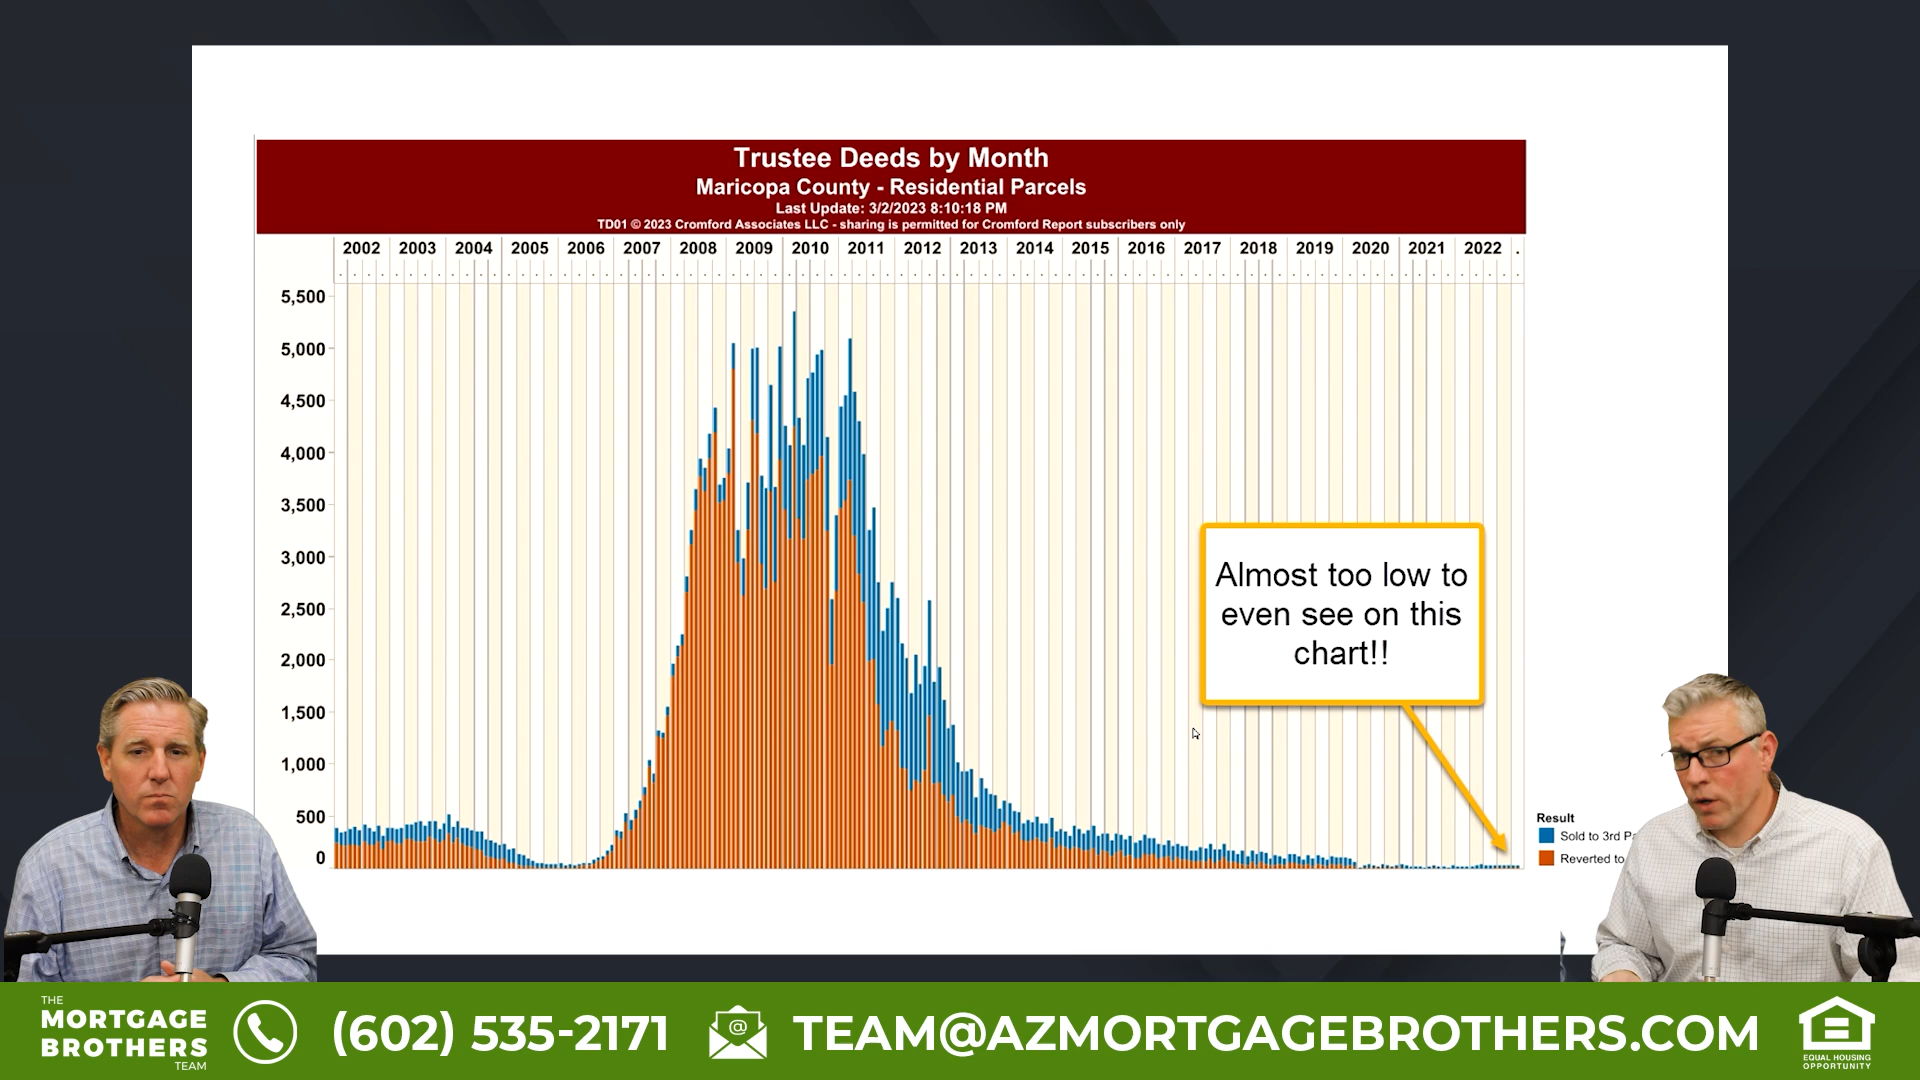 Trustee Deeds by Month
Maricopa County - Residential Parcels
Last Update: 3/2/2023 8:10:18 PM
TD01 © 2023 Cromford Associates LLC - sharing is permitted for Cromford Report subscribers only
2002 2003 2004 2005 2006 2007 2008 2009 2010 2011 2012 2013 2014 2015 2016 2017 2018 2019 2020 2021 2022 .
5,500
5,000
4,500
4,000
3,500
3,000
2,500
2,000
1,500
1,000
500
0
Almost too low to
even see on this
chart!!
Result
Sold to 3rd
Reverted to
THE
MORTGAGE
BROTHERS
TEAM
(602) 535-2171
@
TEAM@AZMORTGAGEBROTHERS.COM
EQUAL HOUSING
OPPORTUNITY